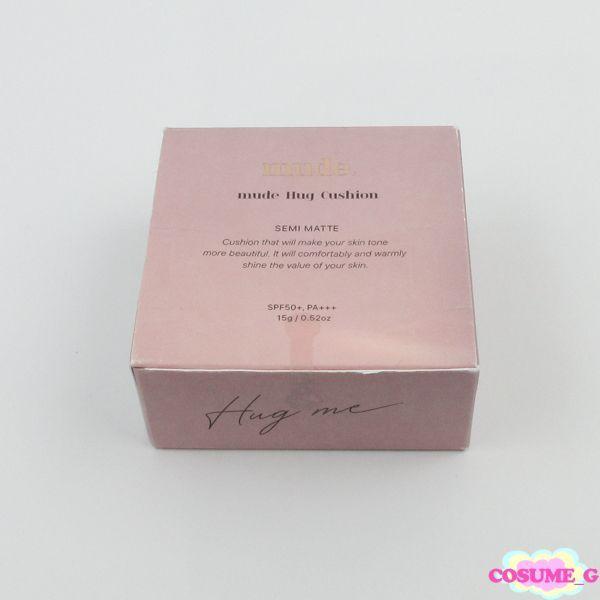 mude
mude Hug Cushion
SEMI MATTE
Cushion that will make your skin tone
more beautiful. It will comfortably and warmly
shine the value of your skin.
SPF50+, PA+++
15g / 0.52oz
Hug me
COSUME_G